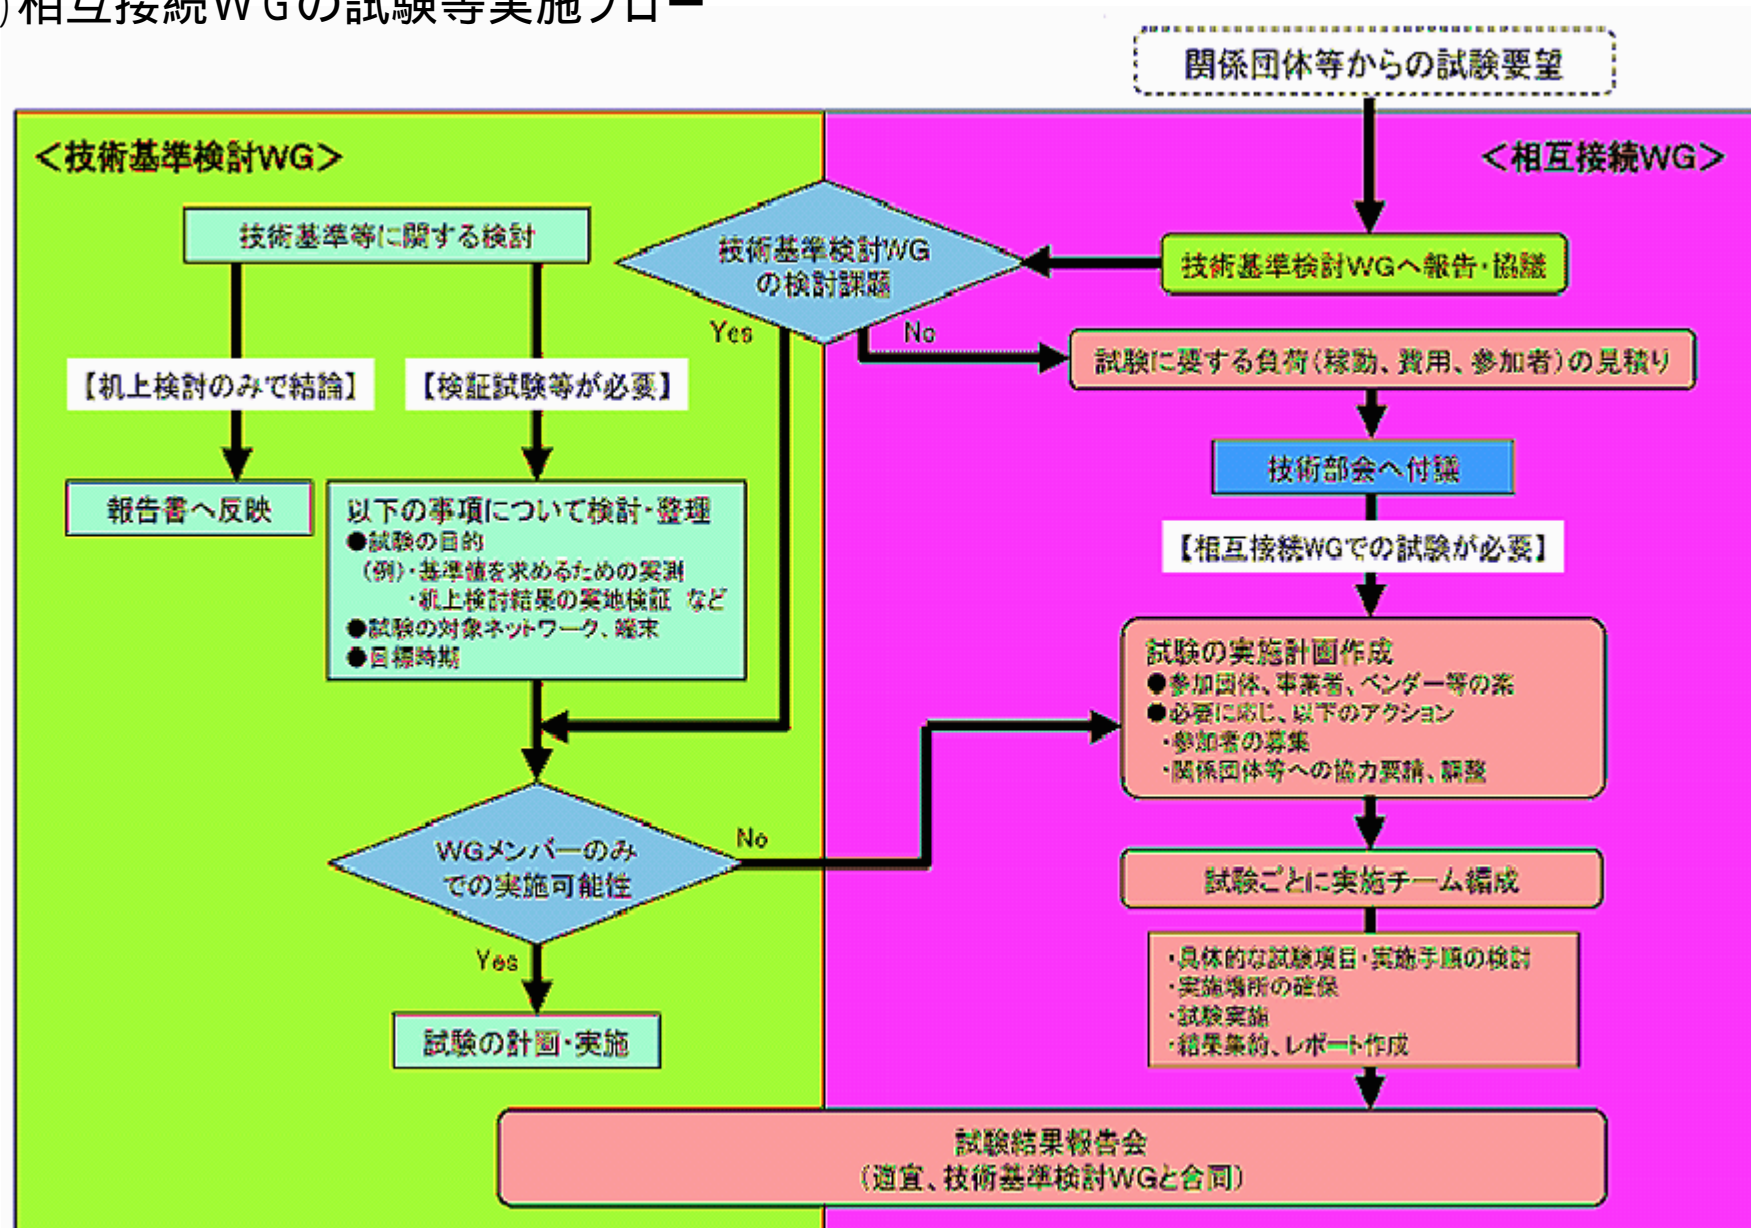 )相互接続WGの試験等実施フロー
関係団体等からの試験要望
＜技術基準検討WG＞
＜相互接続WG＞
技術基準等に関する検討
技術基準検討WG
の検討課題
技術基準検討WGへ報告・協議
Yes
No
試験に要する負荷(稼動、費用、参加者)の見積り
【机上検討のみで結論】
【検証試験等が必要】
技術部会へ付議
報告書へ反映
以下の事項について検討・整理
●試験の目的
(例)・基準値を求めるための実測
・机上検討結果の実地検証 など
●試験の対象ネットワーク、端末
●目標時期
【相互接続WGでの試験が必要】
試験の実施計画作成
●参加団体、事業者、ベンダー等の案
●必要に応じ、以下のアクション
・参加者の募集
・関係団体等への協力要請、調整
WGメンバーのみ
での実施可能性
No
Yes
試験ごとに実施チーム編成
・具体的な試験項目・実施手順の検討
・実施場所の確保
・試験実施
・結果集約、レポート作成
試験の計画・実施
試験結果報告会
(適宜、技術基準検討WGと合同)